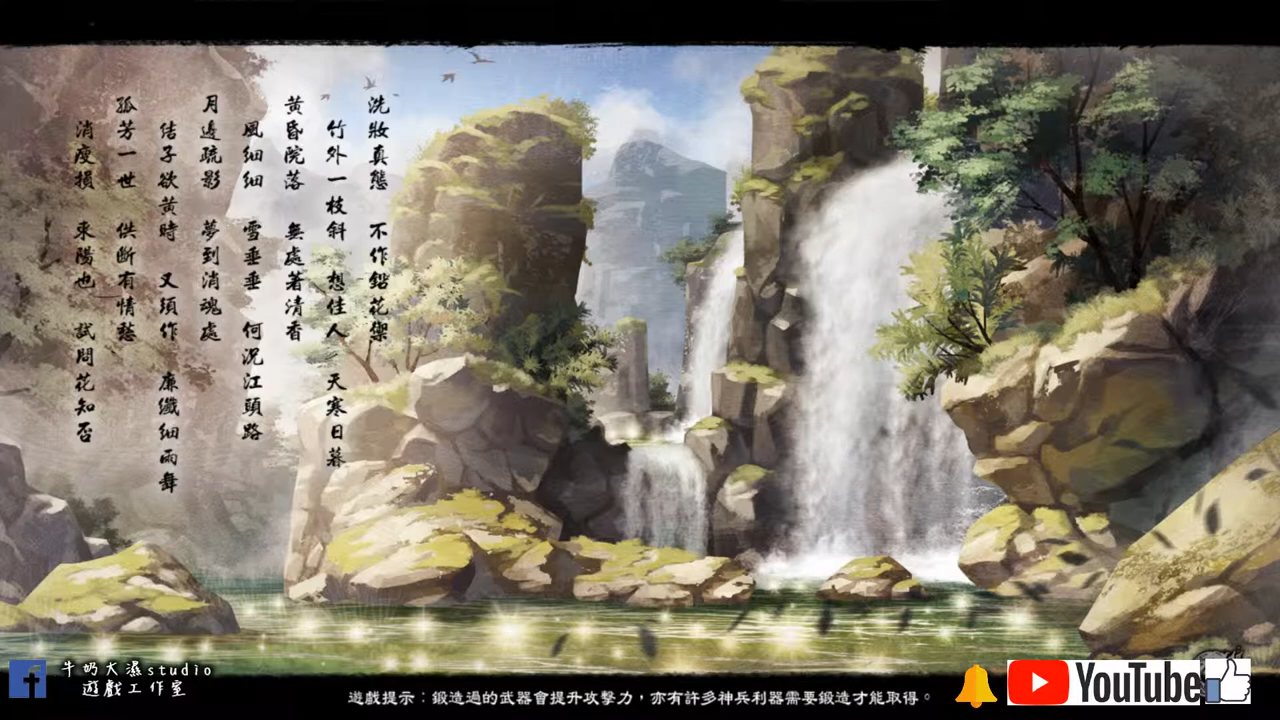 洗妝真態　不作鉛花禦
竹外一枝斜　想佳人　天寒日暮
黃昏院落　無處著清香
風細細　雪垂垂　何況江頭路
月邊疏影　夢到消魂處
結子欲黃時　又須作　廉纖細雨舞
孤芳一世　供斷有情愁
消瘦損　東陽也　試問花知否
牛奶大濕studio
遊戲工作室
遊戲提示：鍛造過的武器會提升攻擊力，亦有許多神兵利器需要鍛造才能取得。
YouTube